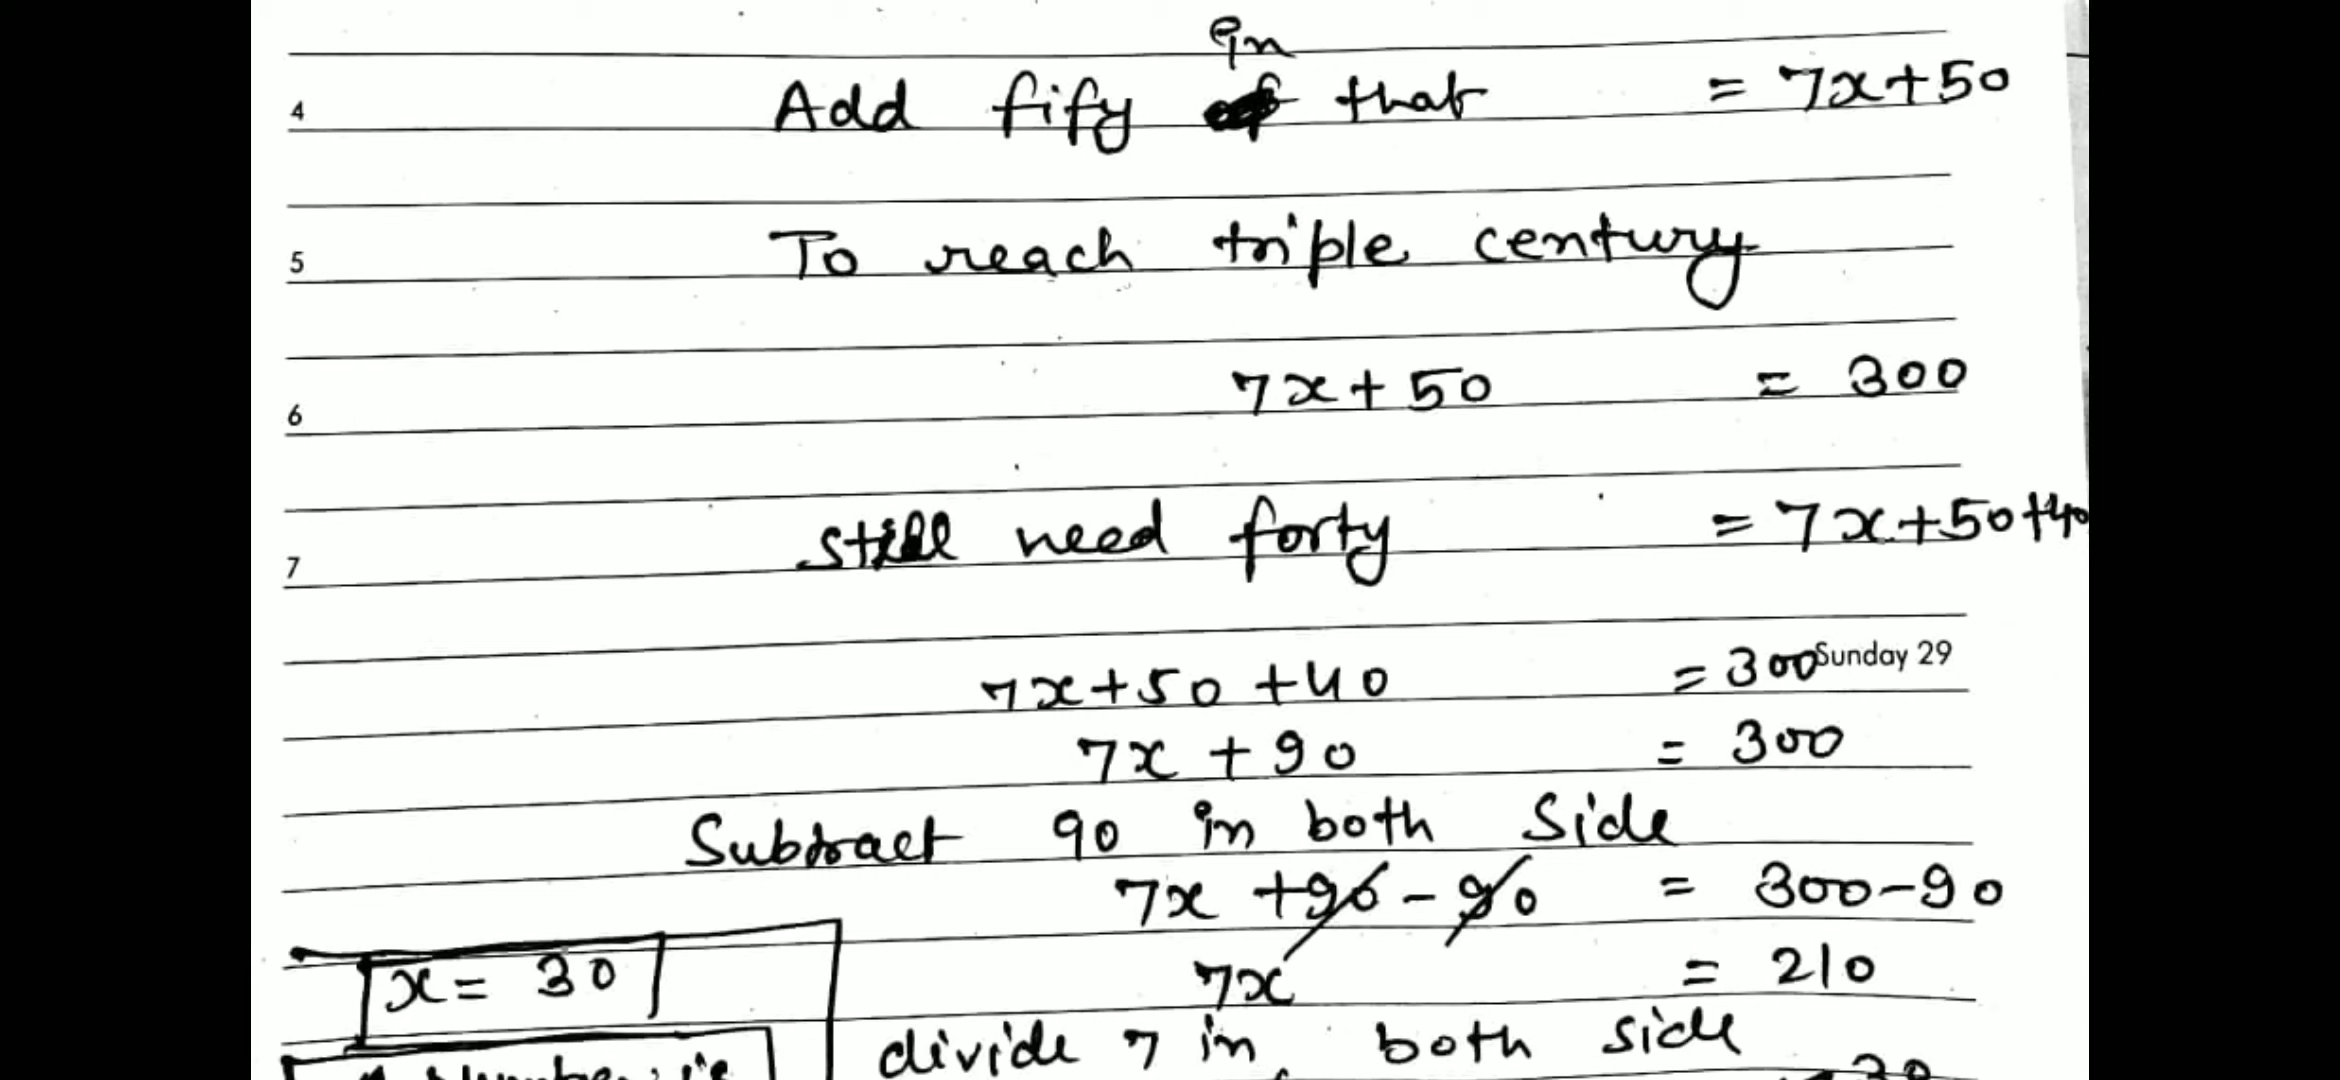 in
4 Add fify that = 7x+50
5 To reach triple century
6 7x+50 = 300
7 still need forty = 7x+50+40
7x+50+40 = 300 Sunday 29
7x+90 = 300
Subtract 90 in both side
7x+90-90 = 300-90
x = 30 7x = 210
divide 7 in both side